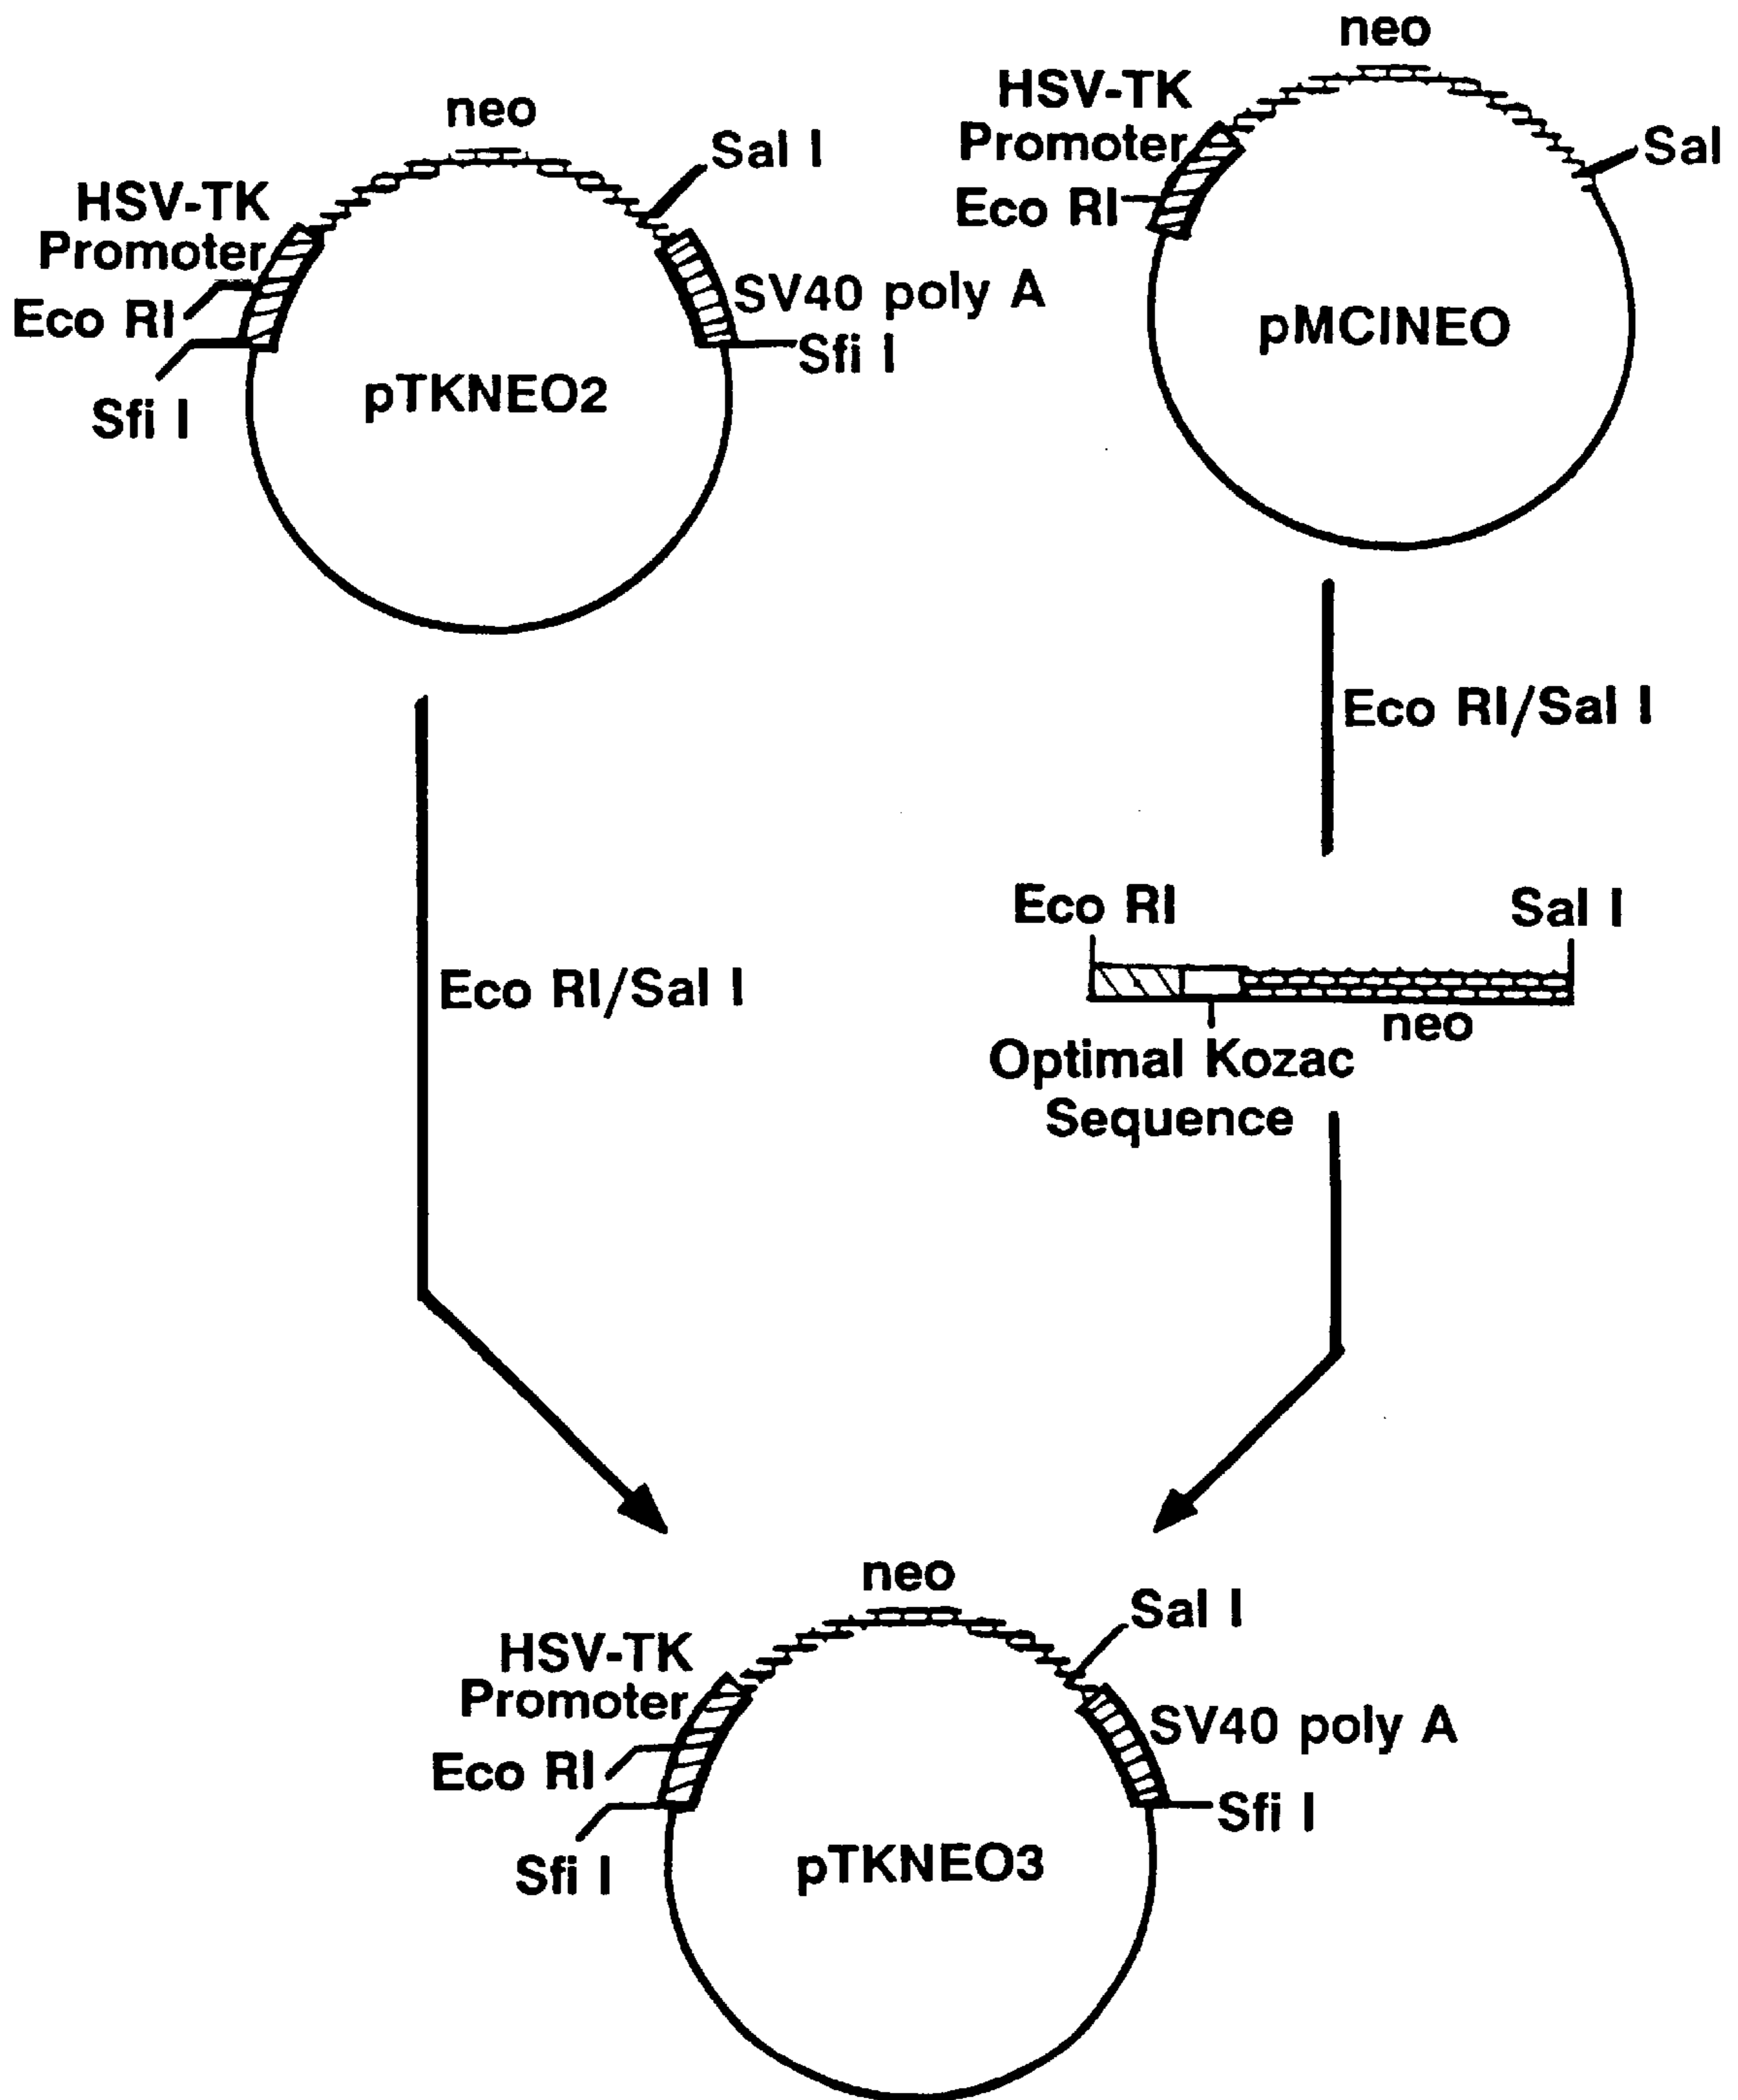 neo
HSV-TK
Promoter
Eco RI
Sfi I
Sal I
SV40 poly A
Sfi I
pTKNEO2
neo
HSV-TK
Promoter
Eco RI
Sal
pMCINEO
Eco RI/Sal I
Eco RI/Sal I
Eco RI
Sal I
neo
Optimal Kozac
Sequence
neo
HSV-TK
Promoter
Eco RI
Sfi I
Sal I
SV40 poly A
Sfi I
pTKNEO3